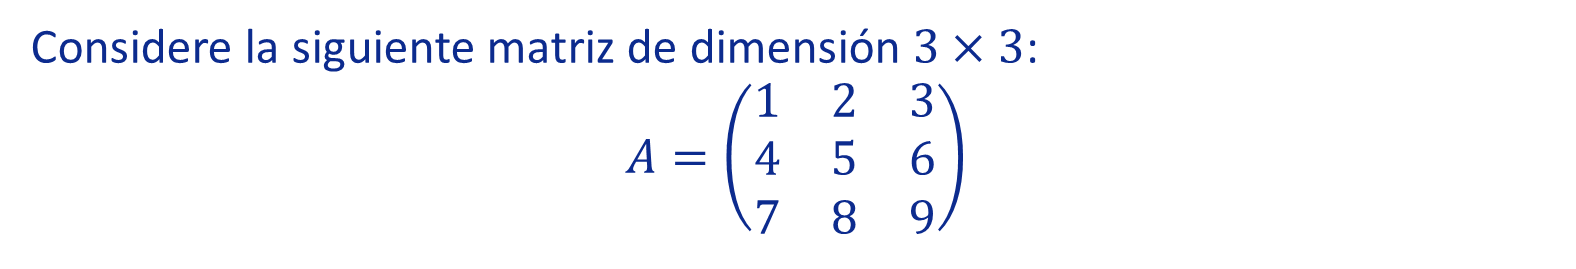 Considere la siguiente matriz de dimensión 3 × 3:
1 2 3
A = 4 5 6
7 8 9